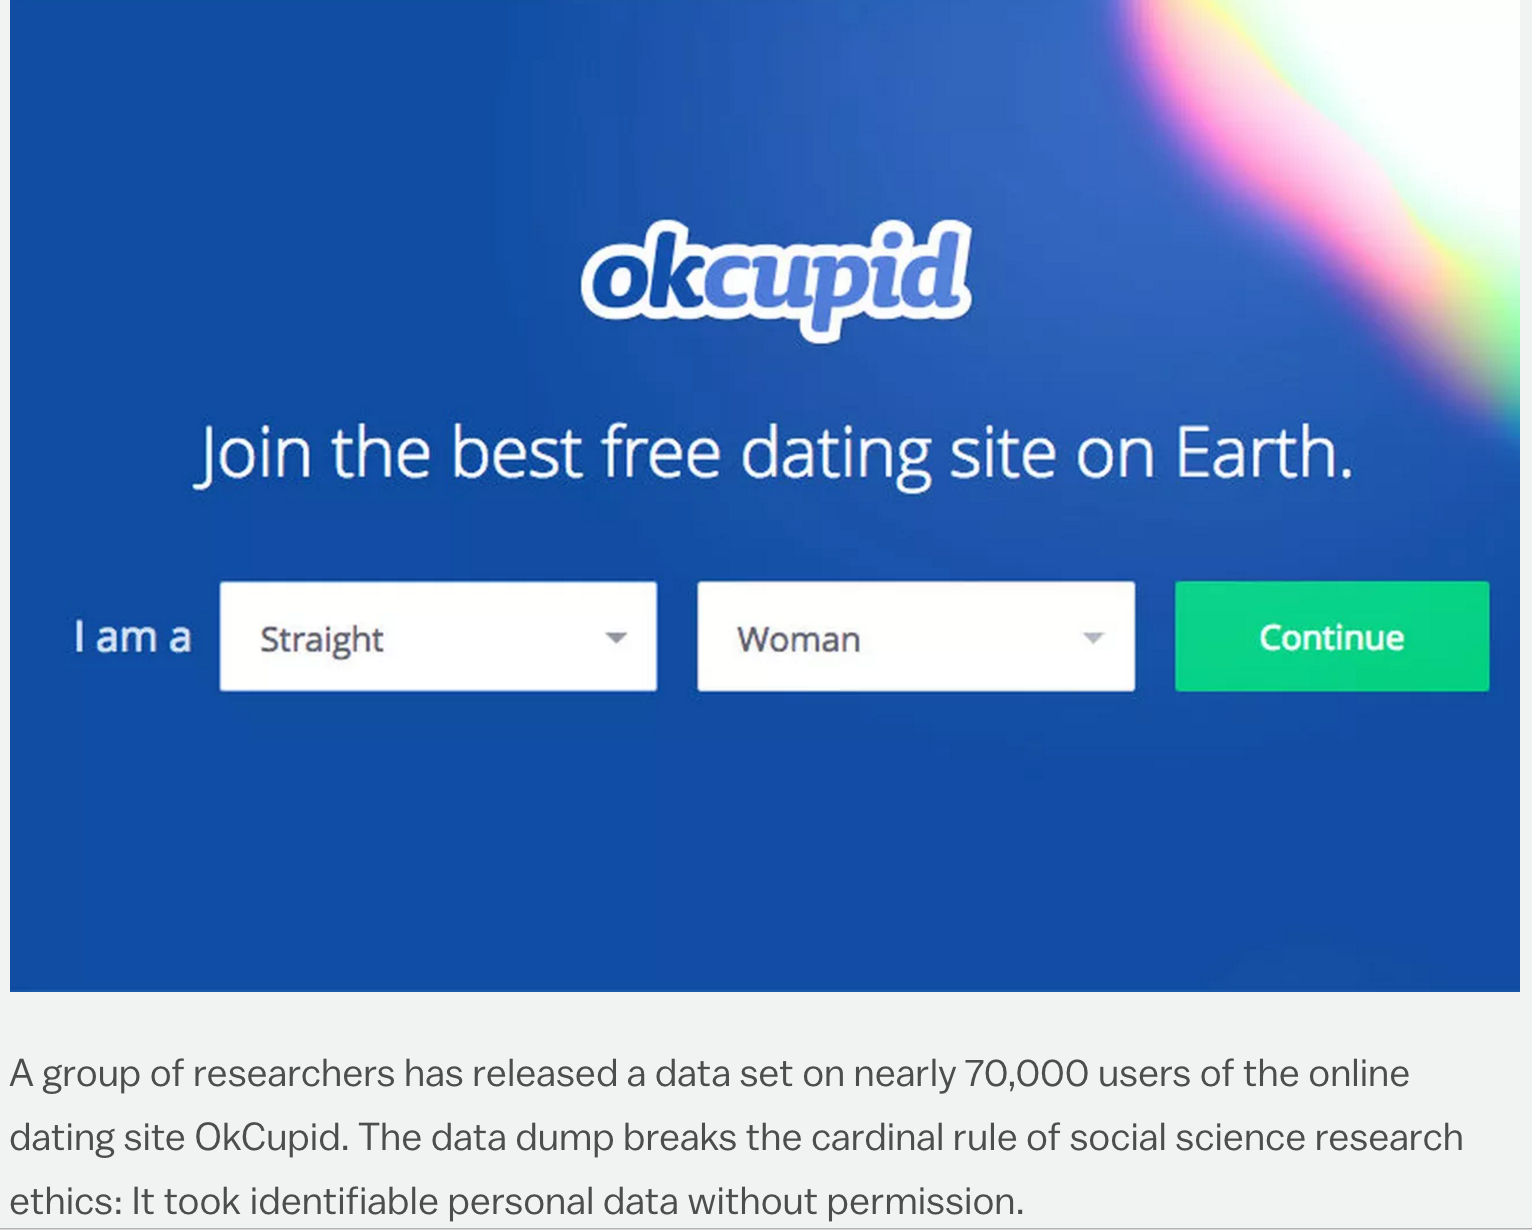 okcupid
Join the best free dating site on Earth.
I am a Straight Woman Continue
A group of researchers has released a data set on nearly 70,000 users of the online
dating site OkCupid. The data dump breaks the cardinal rule of social science research
ethics: It took identifiable personal data without permission.